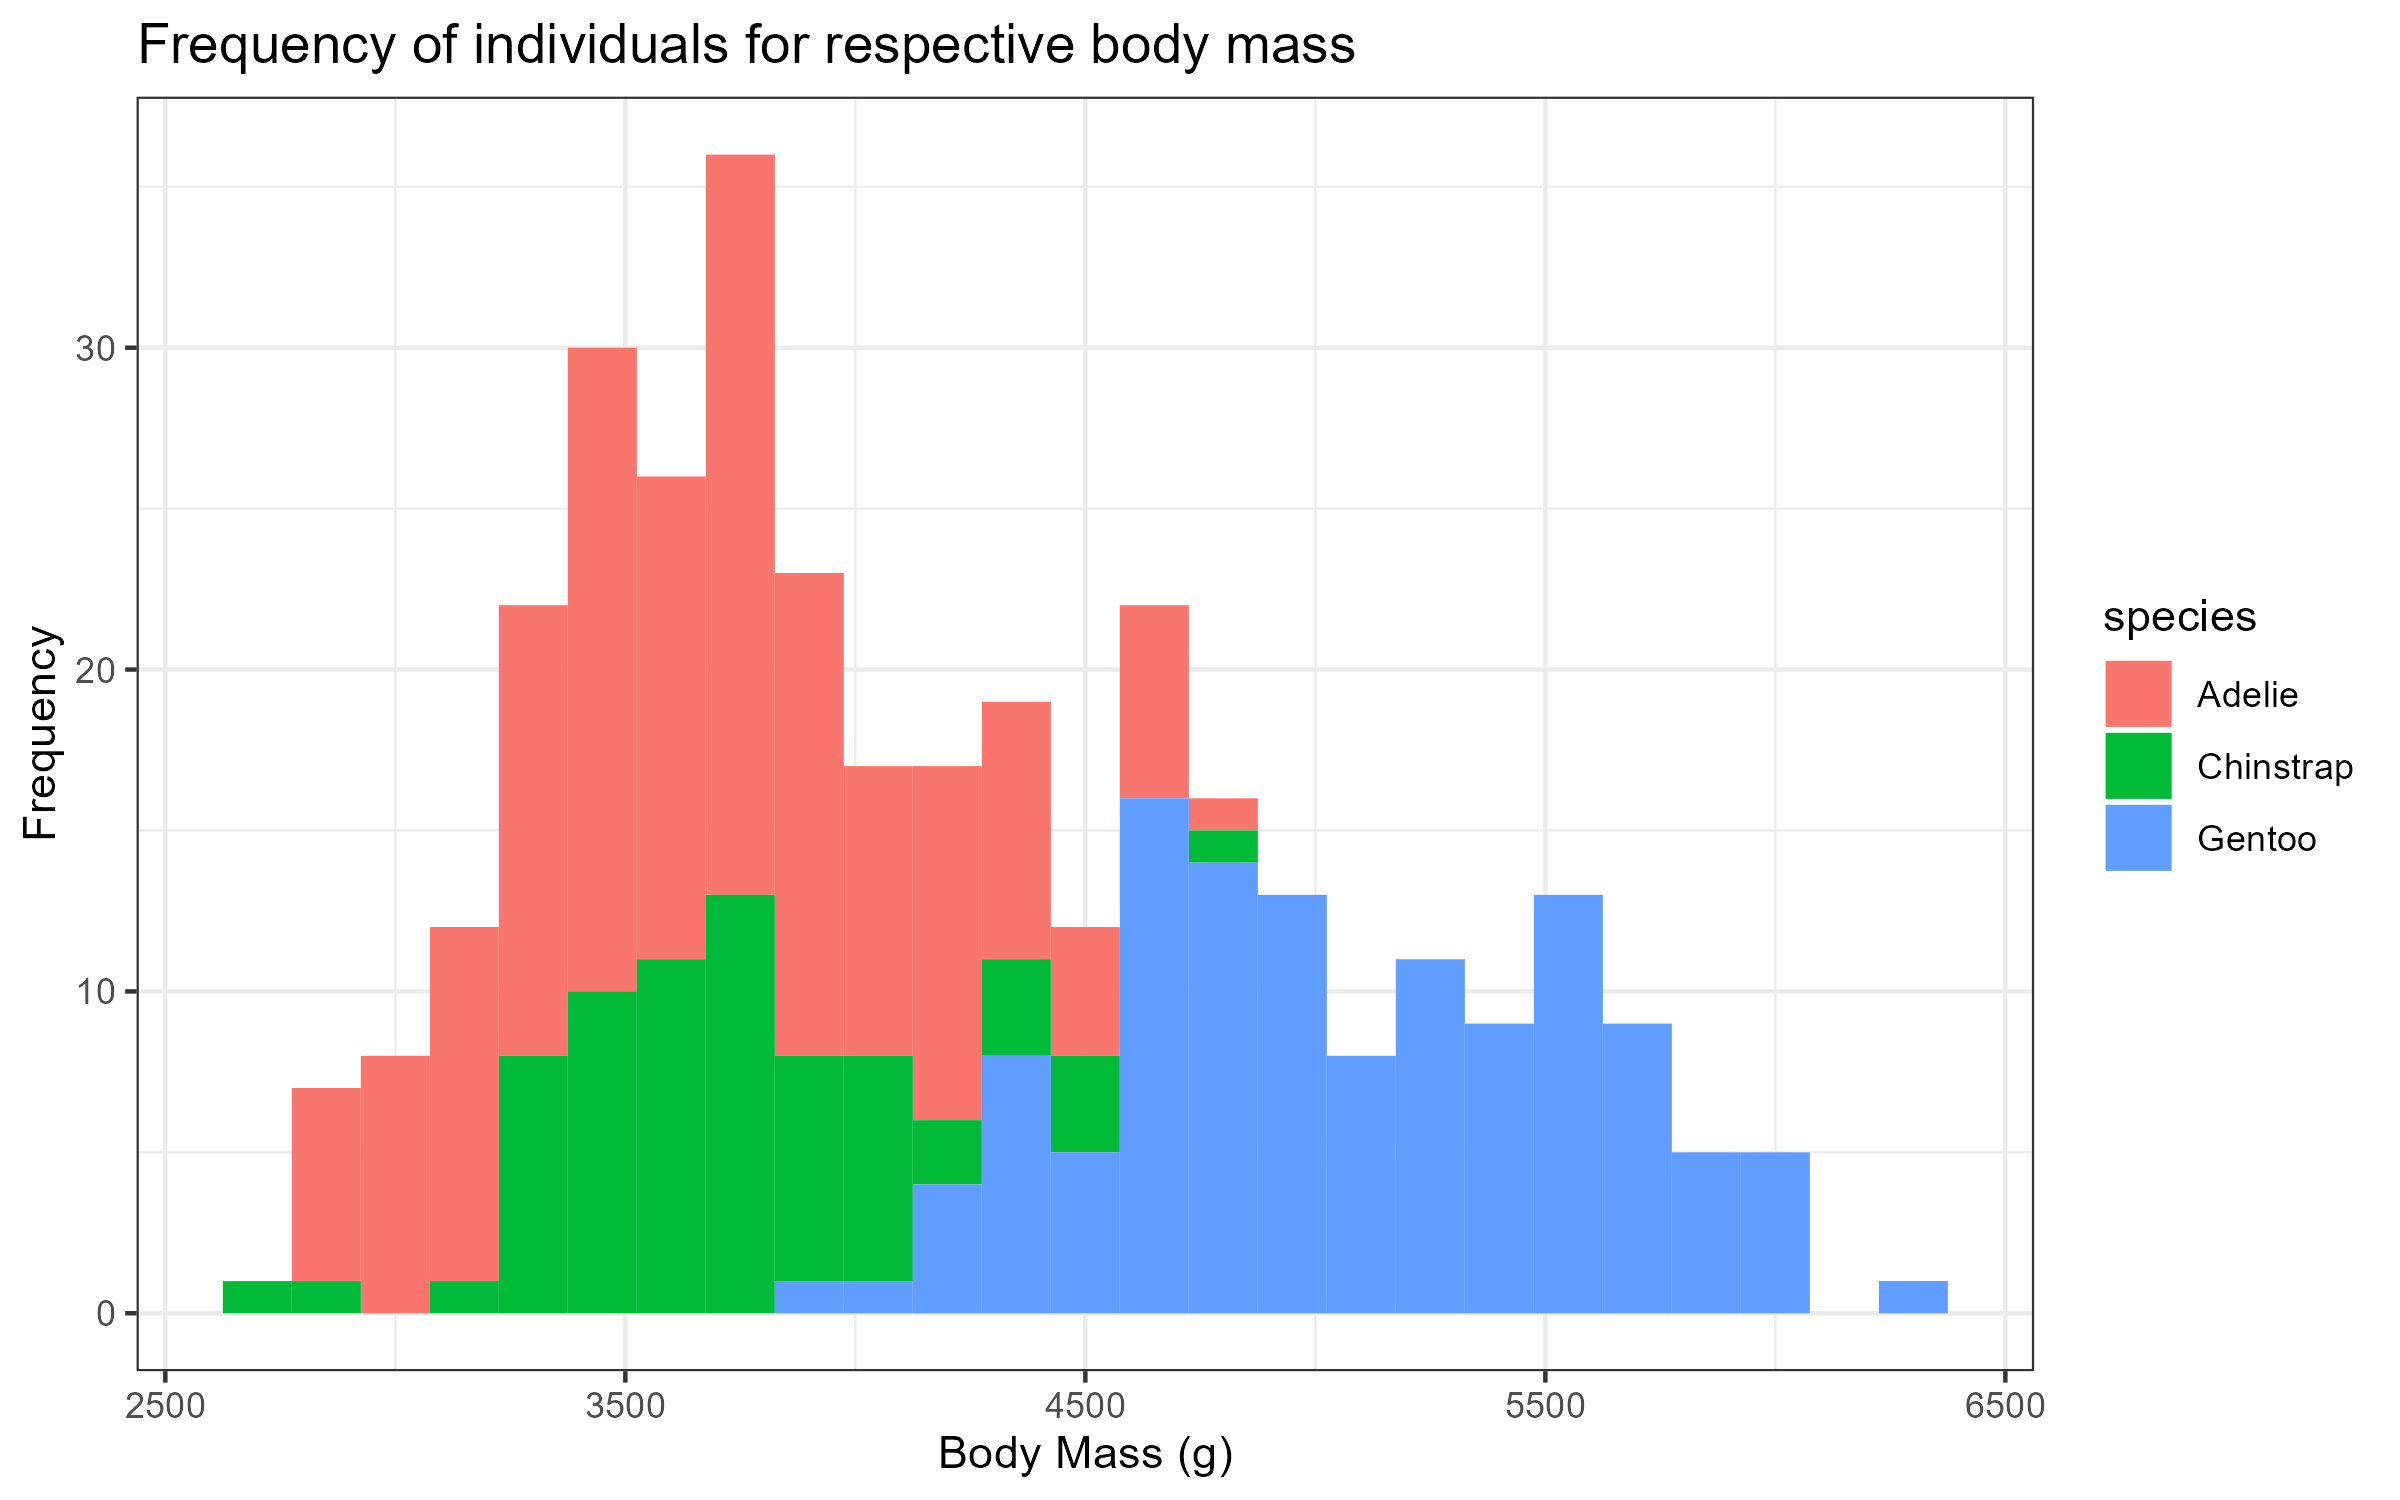 Frequency of individuals for respective body mass
Frequency
30
20
10
0
2500 3500 4500 5500 6500
Body Mass (g)
species
Adelie
Chinstrap
Gentoo